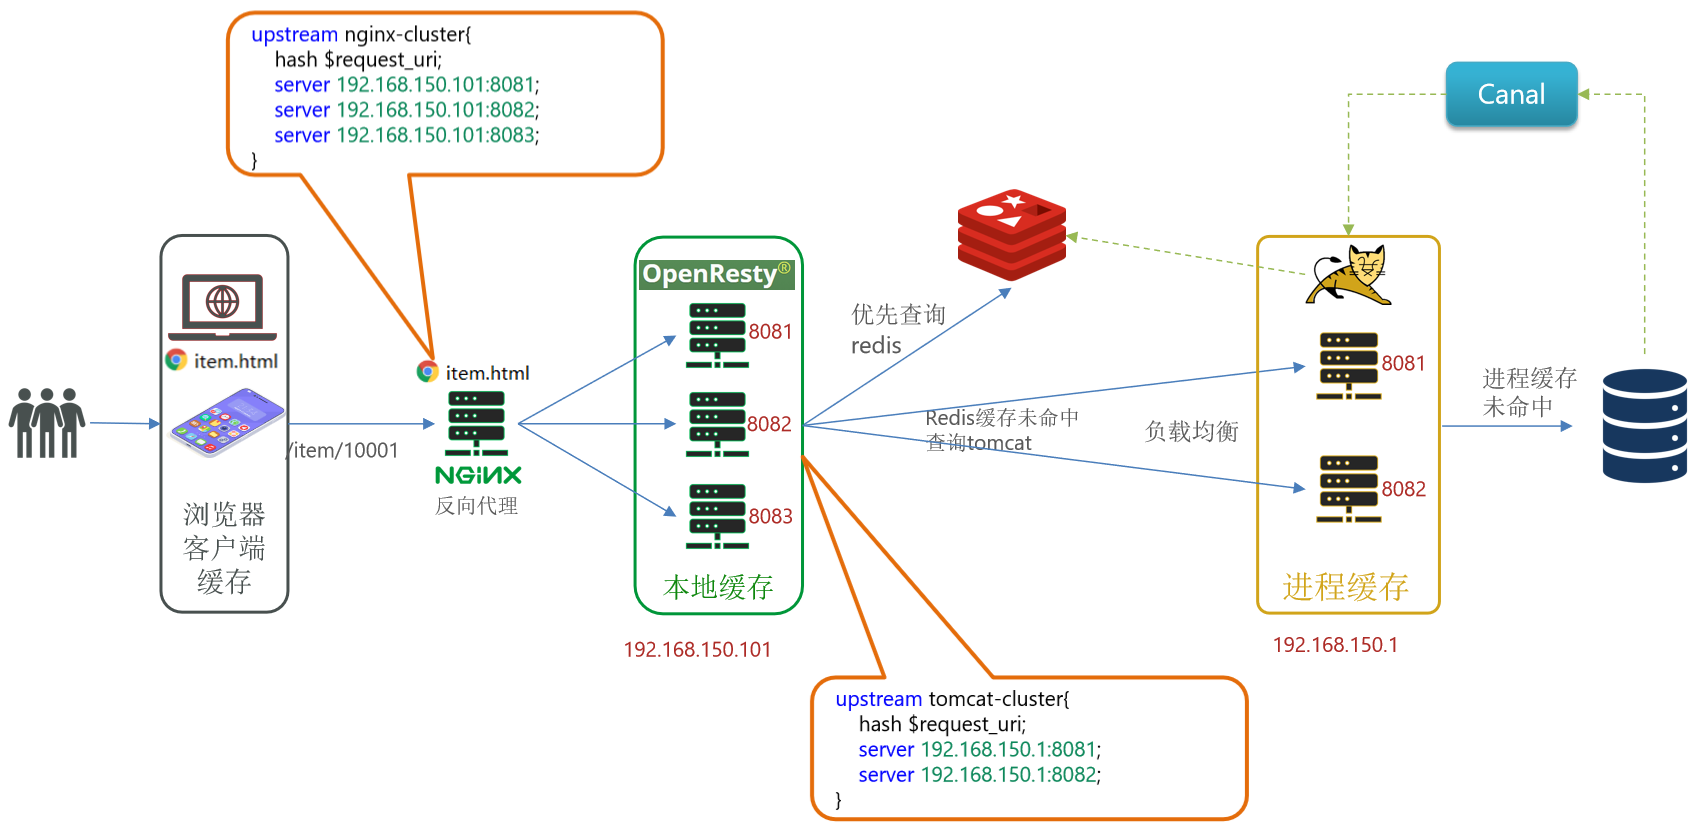 upstream nginx-cluster{
hash $request_uri;
server 192.168.150.101:8081;
server 192.168.150.101:8082;
server 192.168.150.101:8083;
}
Canal
OpenResty®
8081
8082
8083
本地缓存
192.168.150.101
item.html
浏览器
客户端
缓存
/item/10001
item.html
NGINX
反向代理
优先查询
redis
Redis缓存未命中
查询tomcat
负载均衡
8081
8082
进程缓存
192.168.150.1
进程缓存
未命中
upstream tomcat-cluster{
hash $request_uri;
server 192.168.150.1:8081;
server 192.168.150.1:8082;
}